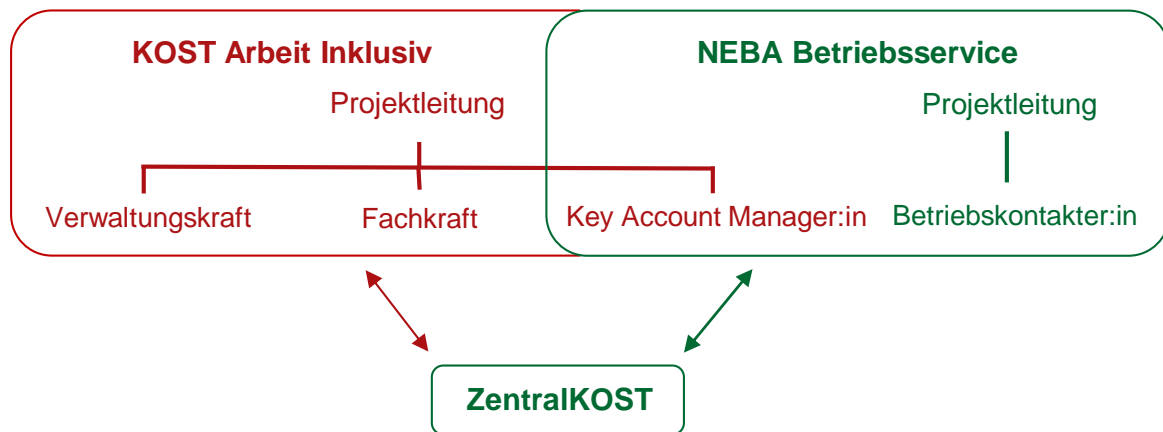 KOST Arbeit Inklusiv
NEBA Betriebsservice
Projektleitung
Projektleitung
Verwaltungskraft
Fachkraft
Key Account Manager:in
Betriebskontakter:in
ZentralKOST